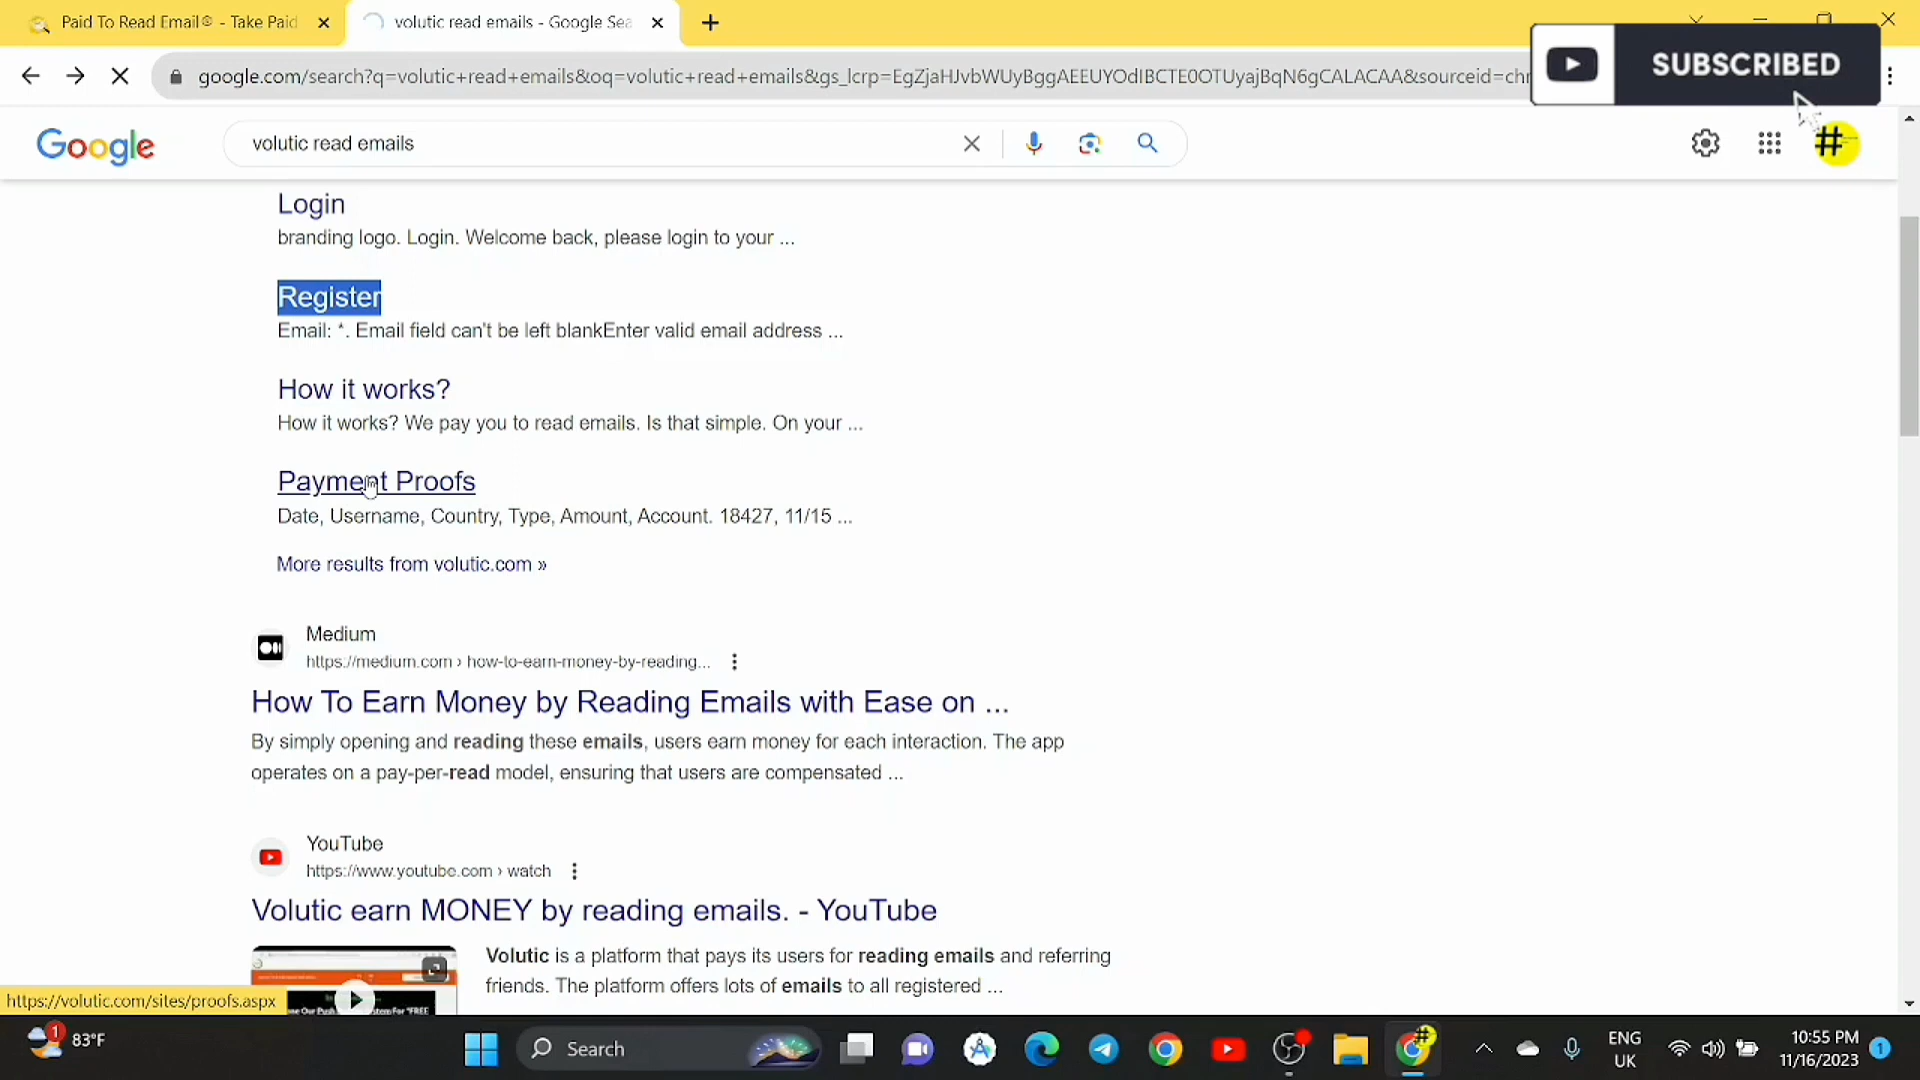 Paid To Read Email® - Take Paid
volutic read emails - Google Sea
SUBSCRIBED
google.com/search?q=volutic+read+emails&oq=volutic+read+emails&gs_lcrp=EgZjaHJvbWUyBggAEEUYOdIBCTE0OTUyajBqN6gCALACAA&sourceid=chr
Google
volutic read emails
#
Login
branding logo. Login. Welcome back, please login to your ...
Register
Email: *. Email field can't be left blankEnter valid email address ...
How it works?
How it works? We pay you to read emails. Is that simple. On your ...
Payment Proofs
Date, Username, Country, Type, Amount, Account. 18427, 11/15 ...
More results from volutic.com »
Medium
https://medium.com › how-to-earn-money-by-reading...
How To Earn Money by Reading Emails with Ease on ...
By simply opening and reading these emails, users earn money for each interaction. The app
operates on a pay-per-read model, ensuring that users are compensated ...
YouTube
https://www.youtube.com › watch
Volutic earn MONEY by reading emails. - YouTube
Volutic is a platform that pays its users for reading emails and referring
friends. The platform offers lots of emails to all registered ...
https://volutic.com/sites/proofs.aspx
1
83°F
Search
ENG
UK
10:55 PM
11/16/2023
1